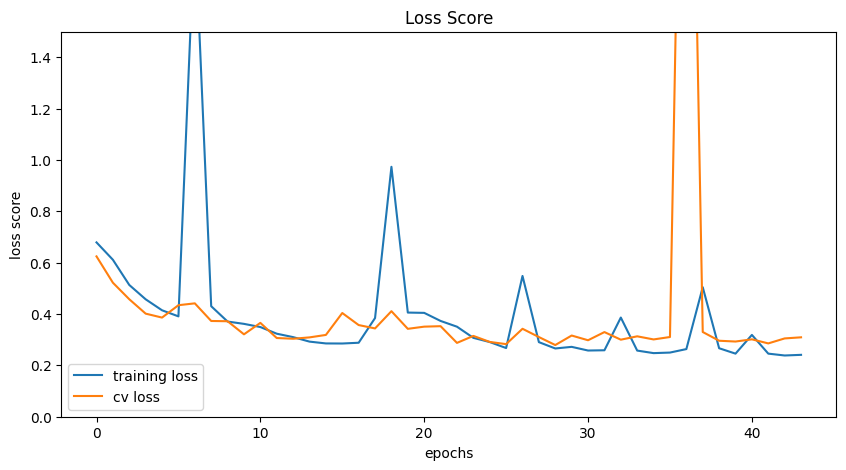 Loss Score
1.4
1.2
1.0
0.8
0.6
0.4
0.2
0.0
loss score
training loss
cv loss
0 10 20 30 40
epochs